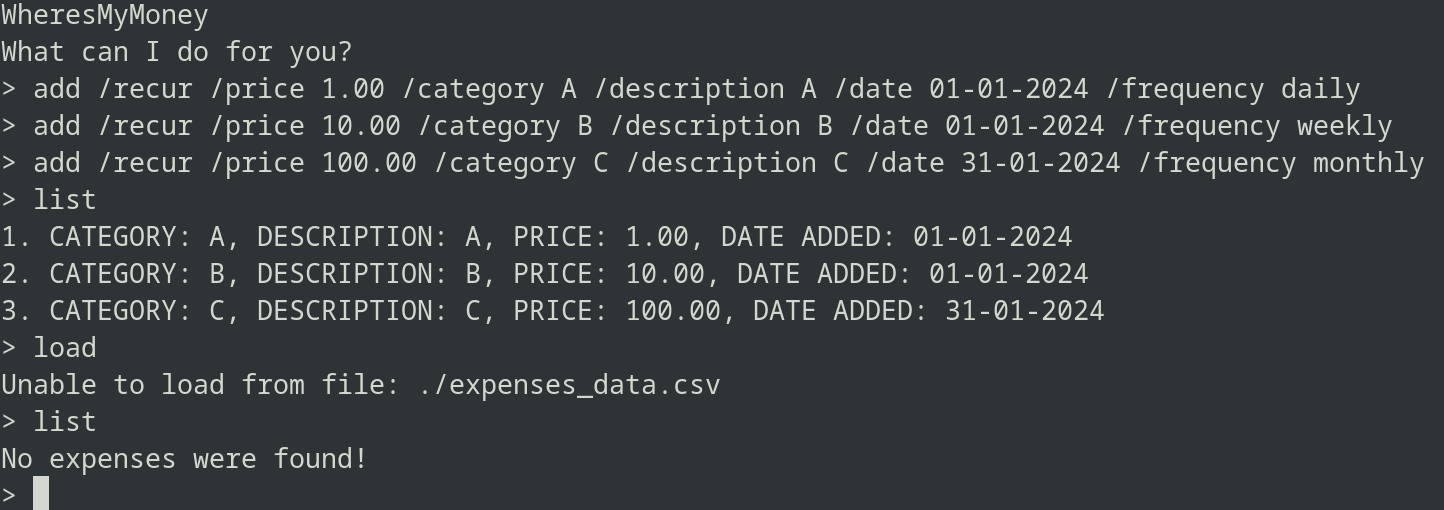 WheresMyMoney
What can I do for you?
> add /recur /price 1.00 /category A /description A /date 01-01-2024 /frequency daily
> add /recur /price 10.00 /category B /description B /date 01-01-2024 /frequency weekly
> add /recur /price 100.00 /category C /description C /date 31-01-2024 /frequency monthly
> list
1. CATEGORY: A, DESCRIPTION: A, PRICE: 1.00, DATE ADDED: 01-01-2024
2. CATEGORY: B, DESCRIPTION: B, PRICE: 10.00, DATE ADDED: 01-01-2024
3. CATEGORY: C, DESCRIPTION: C, PRICE: 100.00, DATE ADDED: 31-01-2024
> load
Unable to load from file: ./expenses_data.csv
> list
No expenses were found!
>